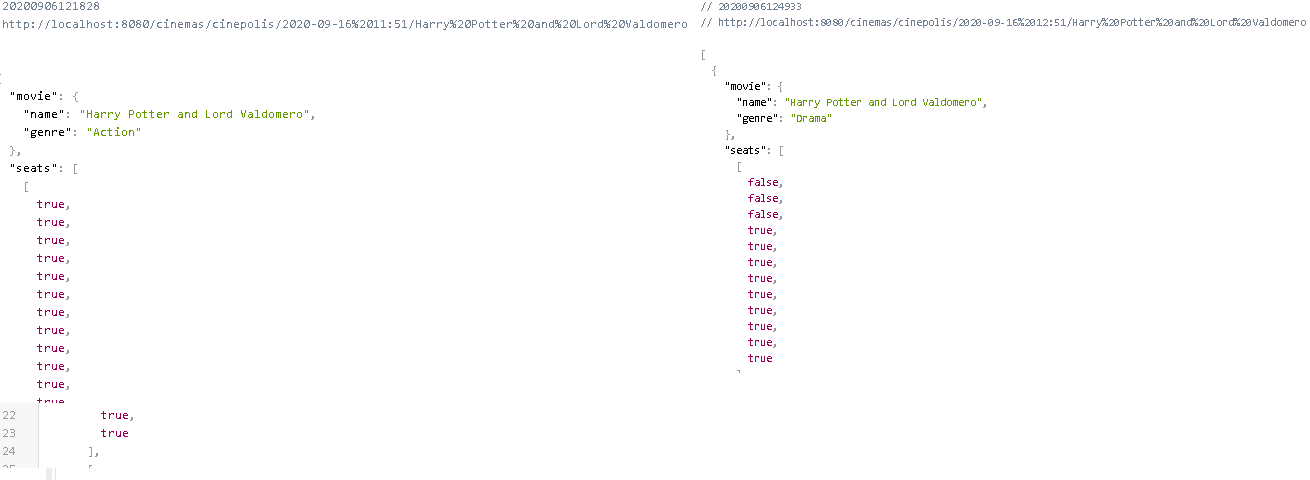 20200906121828
http://localhost:8080/cinemas/cinepolis/2020-09-16%2011:51/Harry%20Potter%20and%20Lord%20Valdomero
{
"movie": {
"name": "Harry Potter and Lord Valdomero",
"genre": "Action"
},
"seats": [
[
true,
true,
true,
true,
true,
true,
true,
true,
true,
true,
true,
true
22 true,
23 true
24 ],
25 [
// 20200906124933
// http://localhost:8080/cinemas/cinepolis/2020-09-16%2012:51/Harry%20Potter%20and%20Lord%20Valdomero
[
{
"movie": {
"name": "Harry Potter and Lord Valdomero",
"genre": "Drama"
},
"seats": [
[
false,
false,
false,
true,
true,
true,
true,
true,
true,
true,
true,
true
]